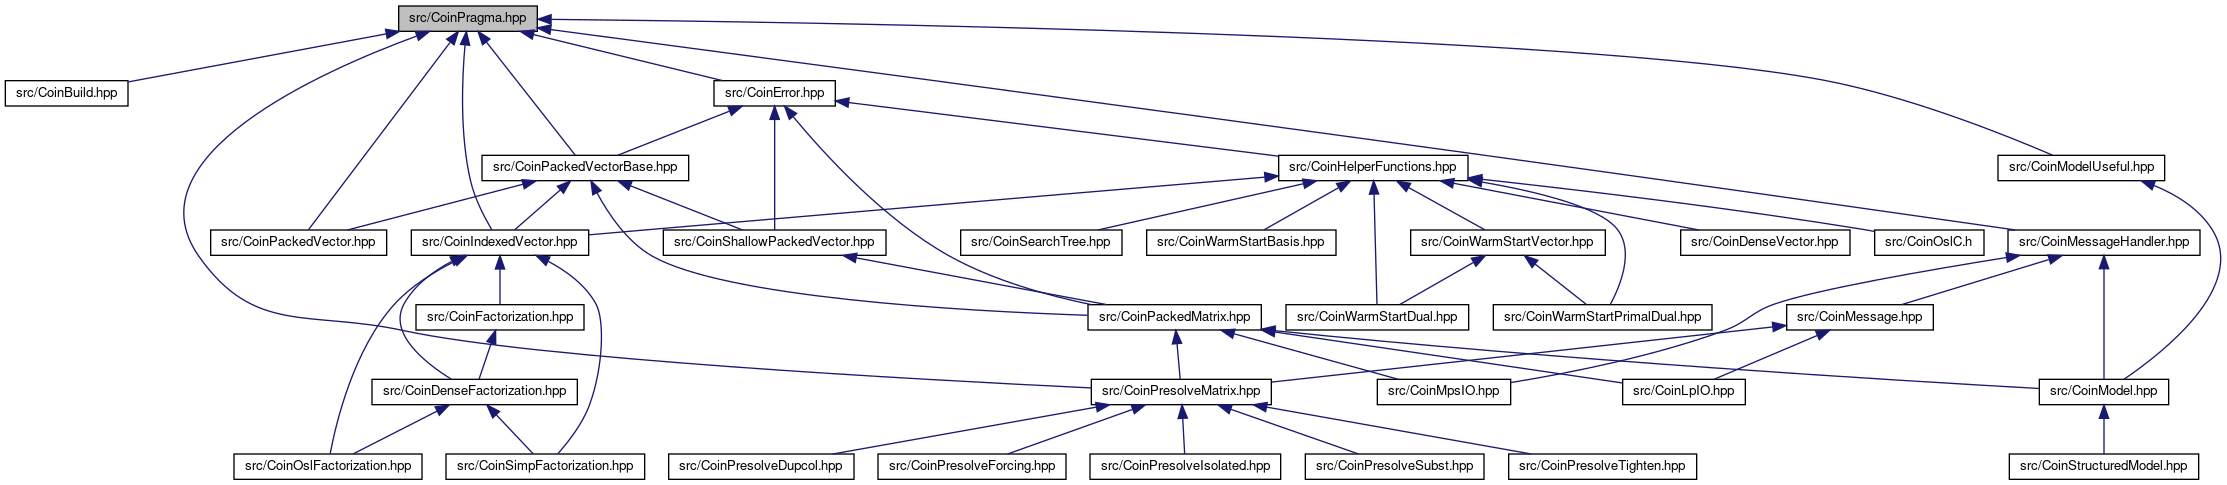 src/CoinPragma.hpp
src/CoinBuild.hpp
src/CoinError.hpp
src/CoinPackedVectorBase.hpp
src/CoinHelperFunctions.hpp
src/CoinModelUseful.hpp
src/CoinPackedVector.hpp
src/CoinIndexedVector.hpp
src/CoinShallowPackedVector.hpp
src/CoinSearchTree.hpp
src/CoinWarmStartBasis.hpp
src/CoinWarmStartVector.hpp
src/CoinDenseVector.hpp
src/CoinOslC.h
src/CoinMessageHandler.hpp
src/CoinFactorization.hpp
src/CoinPackedMatrix.hpp
src/CoinWarmStartDual.hpp
src/CoinWarmStartPrimalDual.hpp
src/CoinMessage.hpp
src/CoinDenseFactorization.hpp
src/CoinPresolveMatrix.hpp
src/CoinMpsIO.hpp
src/CoinLpIO.hpp
src/CoinModel.hpp
src/CoinOslFactorization.hpp
src/CoinSimpFactorization.hpp
src/CoinPresolveDupcol.hpp
src/CoinPresolveForcing.hpp
src/CoinPresolveIsolated.hpp
src/CoinPresolveSubst.hpp
src/CoinPresolveTighten.hpp
src/CoinStructuredModel.hpp